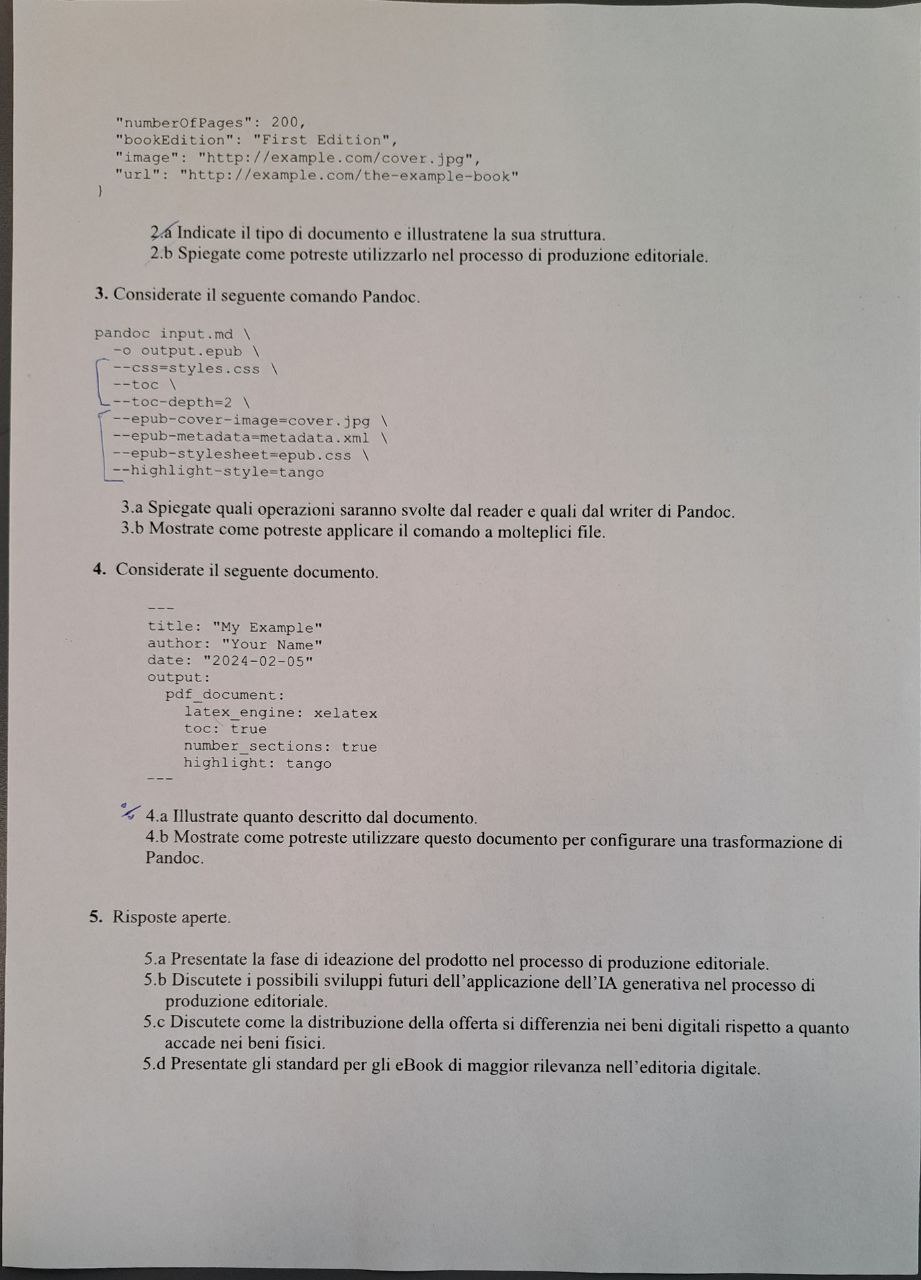 "numberOfPages": 200,
"bookEdition": "First Edition",
"image": "http://example.com/cover.jpg",
"url": "http://example.com/the-example-book"
}
2.a Indicate il tipo di documento e illustratene la sua struttura.
2.b Spiegate come potreste utilizzarlo nel processo di produzione editoriale.
3. Considerate il seguente comando Pandoc.
pandoc input.md \
-o output.epub \
--css=styles.css \
--toc \
--toc-depth=2 \
--epub-cover-image=cover.jpg \
--epub-metadata=metadata.xml \
--epub-stylesheet=epub.css \
--highlight-style=tango
3.a Spiegate quali operazioni saranno svolte dal reader e quali dal writer di Pandoc.
3.b Mostrate come potreste applicare il comando a molteplici file.
4. Considerate il seguente documento.
---
title: "My Example"
author: "Your Name"
date: "2024-02-05"
output:
pdf_document:
latex_engine: xelatex
toc: true
number_sections: true
highlight: tango
---
4.a Illustrate quanto descritto dal documento.
4.b Mostrate come potreste utilizzare questo documento per configurare una trasformazione di
Pandoc.
5. Risposte aperte.
5.a Presentate la fase di ideazione del prodotto nel processo di produzione editoriale.
5.b Discutete i possibili sviluppi futuri dell'applicazione dell'IA generativa nel processo di
produzione editoriale.
5.c Discutete come la distribuzione della offerta si differenzia nei beni digitali rispetto a quanto
accade nei beni fisici.
5.d Presentate gli standard per gli eBook di maggior rilevanza nell'editoria digitale.